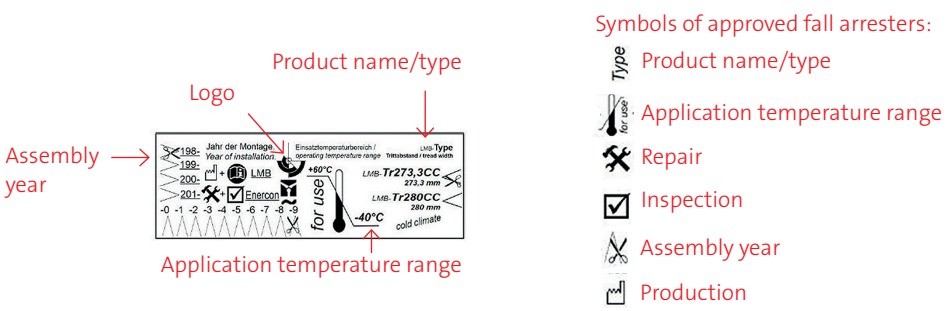 Symbols of approved fall arresters:
Type Product name/type
for use Application temperature range
Repair
Inspection
Assembly year
Production
Product name/type
Logo
Assembly year
198-
199-
200-
201-
-0 -1 -2 -3 -4 -5 -6 -7 -8 -9
Jahr der Montage
Year of installation.
+ LMB
+ Enercon
Einsatztemperaturbereich /
operating temperature range
+60°C
for use
-40°C
LMB-Type
Trittabstand / tread width
LMB-Tr273,3CC
273,3 mm
LMB-Tr280CC
280 mm
cold climate
Application temperature range